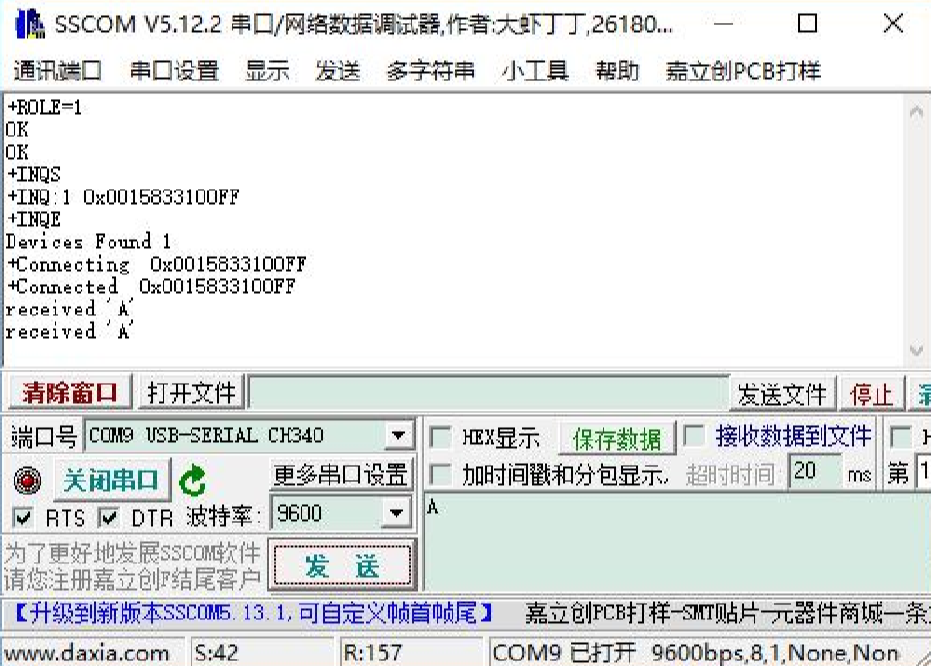 SSCOM V5.12.2 串口/网络数据调试器,作者:大虾丁丁,26180...
通讯端口 串口设置 显示 发送 多字符串 小工具 帮助 嘉立创PCB打样
+ROLE=1
OK
OK
+INQS
+INQ:1 0x0015833100FF
+INQE
Devices Found 1
+Connecting 0x0015833100FF
+Connected 0x0015833100FF
received 'A'
received 'A'
清除窗口 打开文件 发送文件 停止
端口号 COM9 USB-SERIAL CH340 HEX显示 保存数据 接收数据到文件
关闭串口 更多串口设置 加时间戳和分包显示, 超时时间: 20 ms 第 1
RTS DTR 波特率: 9600 A
为了更好地发展SSCOM软件
请您注册嘉立创F结尾客户
发 送
【升级到新版本SSCOM5.13.1,可自定义帧首帧尾】 嘉立创PCB打样-SMT贴片-元器件商城一条
www.daxia.com S:42 R:157 COM9 已打开 9600bps,8,1,None,Non